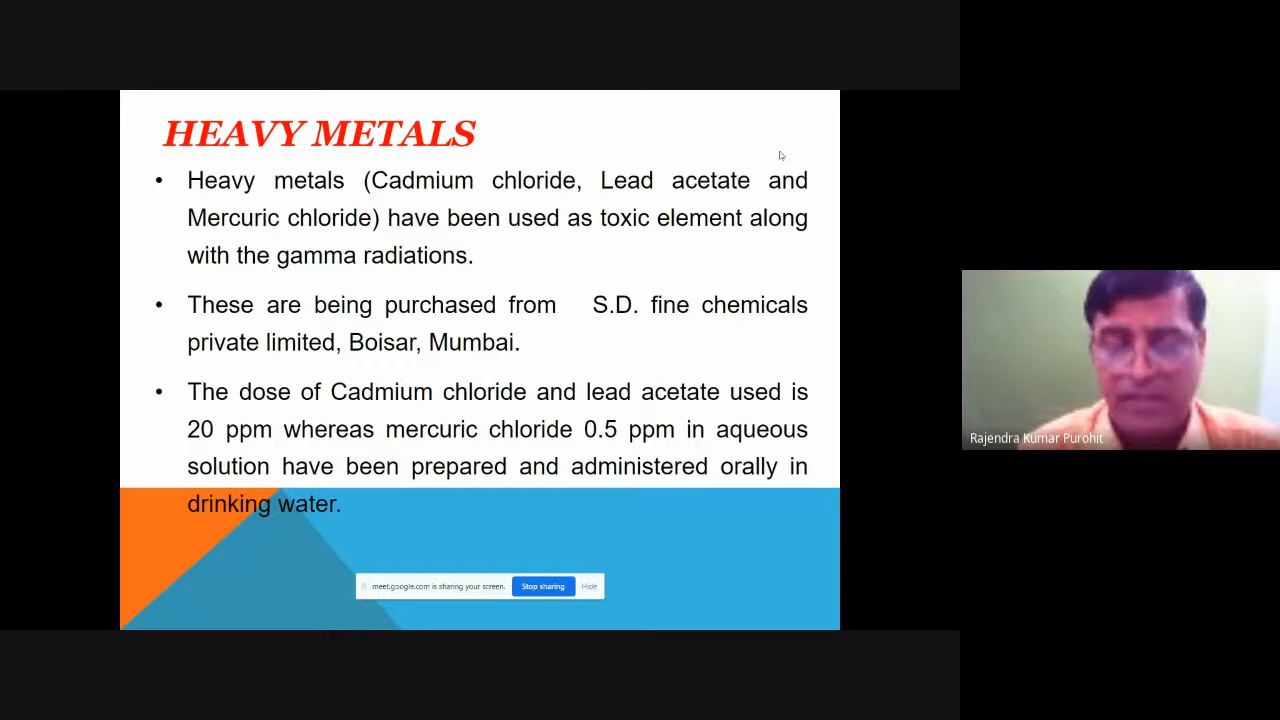 HEAVY METALS
• Heavy metals (Cadmium chloride, Lead acetate and
Mercuric chloride) have been used as toxic element along
with the gamma radiations.
• These are being purchased from S.D. fine chemicals
private limited, Boisar, Mumbai.
• The dose of Cadmium chloride and lead acetate used is
20 ppm whereas mercuric chloride 0.5 ppm in aqueous
solution have been prepared and administered orally in
drinking water.
Rajendra Kumar Purohit
meet.google.com is sharing your screen. Stop sharing Hide